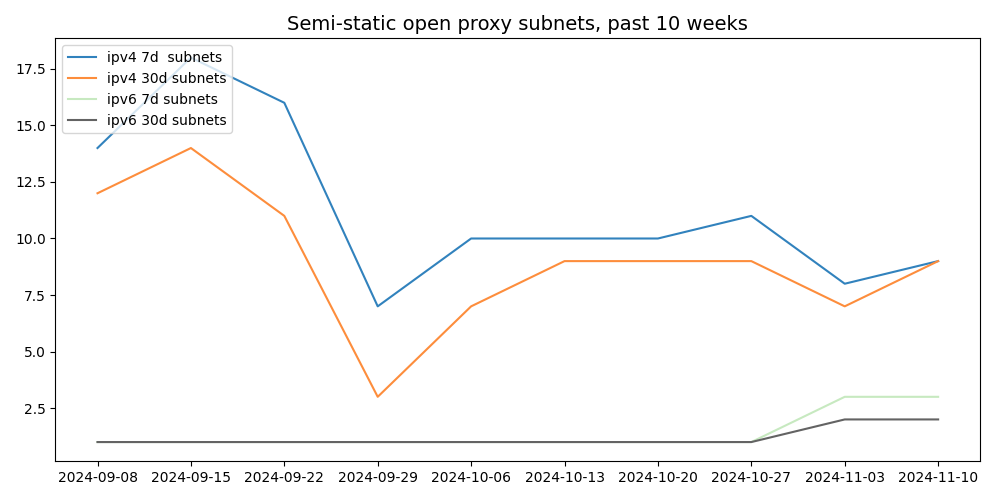 Semi-static open proxy subnets, past 10 weeks
ipv4 7d  subnets
ipv4 30d subnets
ipv6 7d subnets
ipv6 30d subnets
17.5
15.0
12.5
10.0
7.5
5.0
2.5
2024-09-08 2024-09-15 2024-09-22 2024-09-29 2024-10-06 2024-10-13 2024-10-20 2024-10-27 2024-11-03 2024-11-10